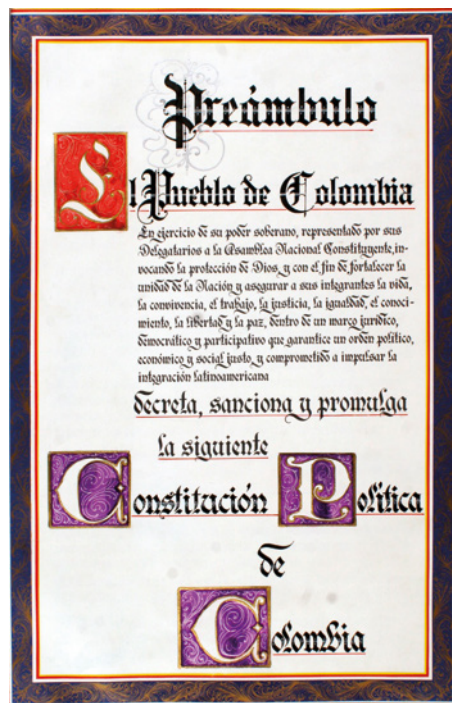 Preámbulo
El Pueblo de Colombia
En ejercicio de su poder soberano, representado por sus
Delegatarios a la Asamblea Nacional Constituyente, in-
vocando la protección de Dios, y con el fin de fortalecer la
unidad de la Nación y asegurar a sus integrantes la vida,
la convivencia, el trabajo, la justicia, la igualdad, el conoci-
miento, la libertad y la paz, dentro de un marco jurídico,
democrático y participativo que garantice un orden político,
económico y social justo, y comprometido a impulsar la
integración latinoamericana
decreta, sanciona y promulga
la siguiente
Constitución Política
de
Colombia